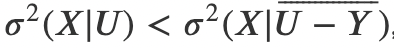 σ²(X|U) < σ²(X|\overline{U − Y}),